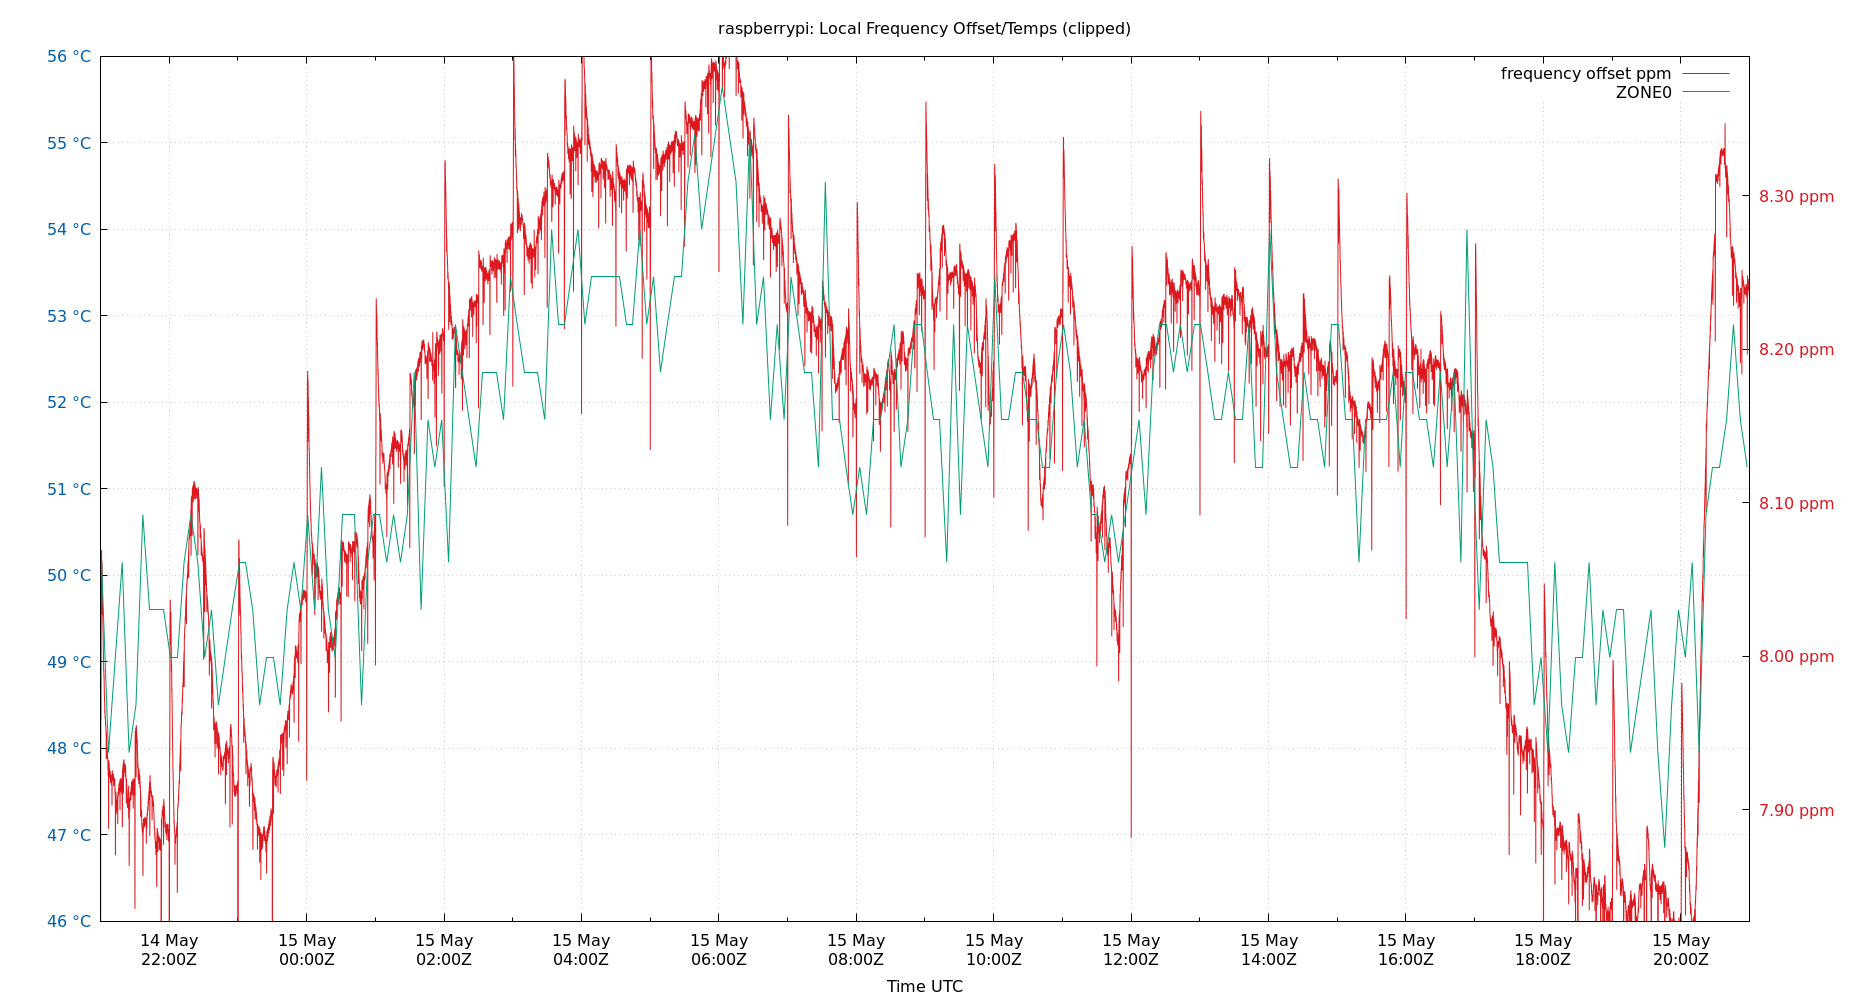 raspberrypi: Local Frequency Offset/Temps (clipped)
frequency offset ppm
ZONE0
56 °C
55 °C
54 °C
53 °C
52 °C
51 °C
50 °C
49 °C
48 °C
47 °C
46 °C
8.30 ppm
8.20 ppm
8.10 ppm
8.00 ppm
7.90 ppm
14 May 15 May 15 May 15 May 15 May 15 May 15 May 15 May 15 May 15 May 15 May 15 May
22:00Z 00:00Z 02:00Z 04:00Z 06:00Z 08:00Z 10:00Z 12:00Z 14:00Z 16:00Z 18:00Z 20:00Z
Time UTC